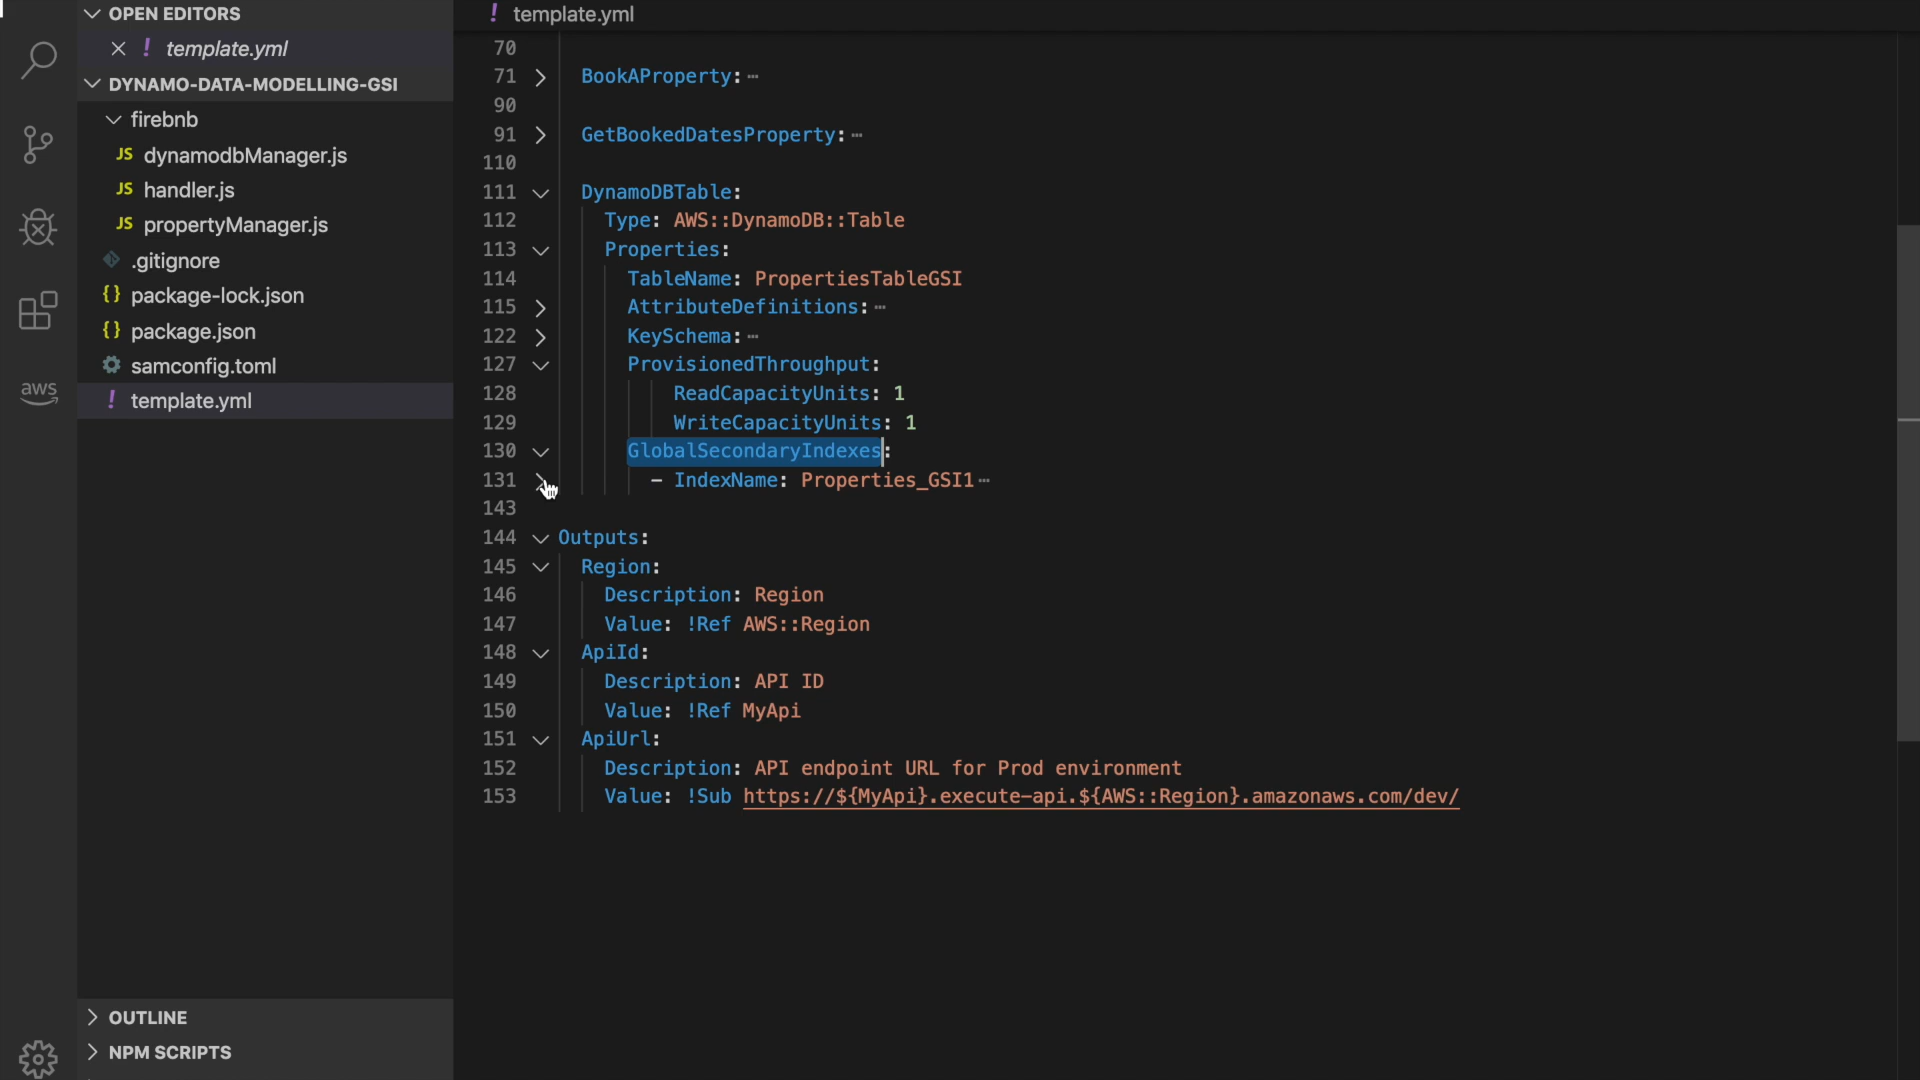 OPEN EDITORS
! template.yml
DYNAMO-DATA-MODELLING-GSI
firebnb
JS dynamodbManager.js
JS handler.js
JS propertyManager.js
.gitignore
{} package-lock.json
{} package.json
samconfig.toml
! template.yml
OUTLINE
NPM SCRIPTS
aws
! template.yml
70
71 BookAProperty: …
90
91 GetBookedDatesProperty: …
110
111 DynamoDBTable:
112 Type: AWS::DynamoDB::Table
113 Properties:
114 TableName: PropertiesTableGSI
115 AttributeDefinitions: …
122 KeySchema: …
127 ProvisionedThroughput:
128 ReadCapacityUnits: 1
129 WriteCapacityUnits: 1
130 GlobalSecondaryIndexes:
131 - IndexName: Properties_GSI1 …
143
144 Outputs:
145 Region:
146 Description: Region
147 Value: !Ref AWS::Region
148 ApiId:
149 Description: API ID
150 Value: !Ref MyApi
151 ApiUrl:
152 Description: API endpoint URL for Prod environment
153 Value: !Sub https://${MyApi}.execute-api.${AWS::Region}.amazonaws.com/dev/